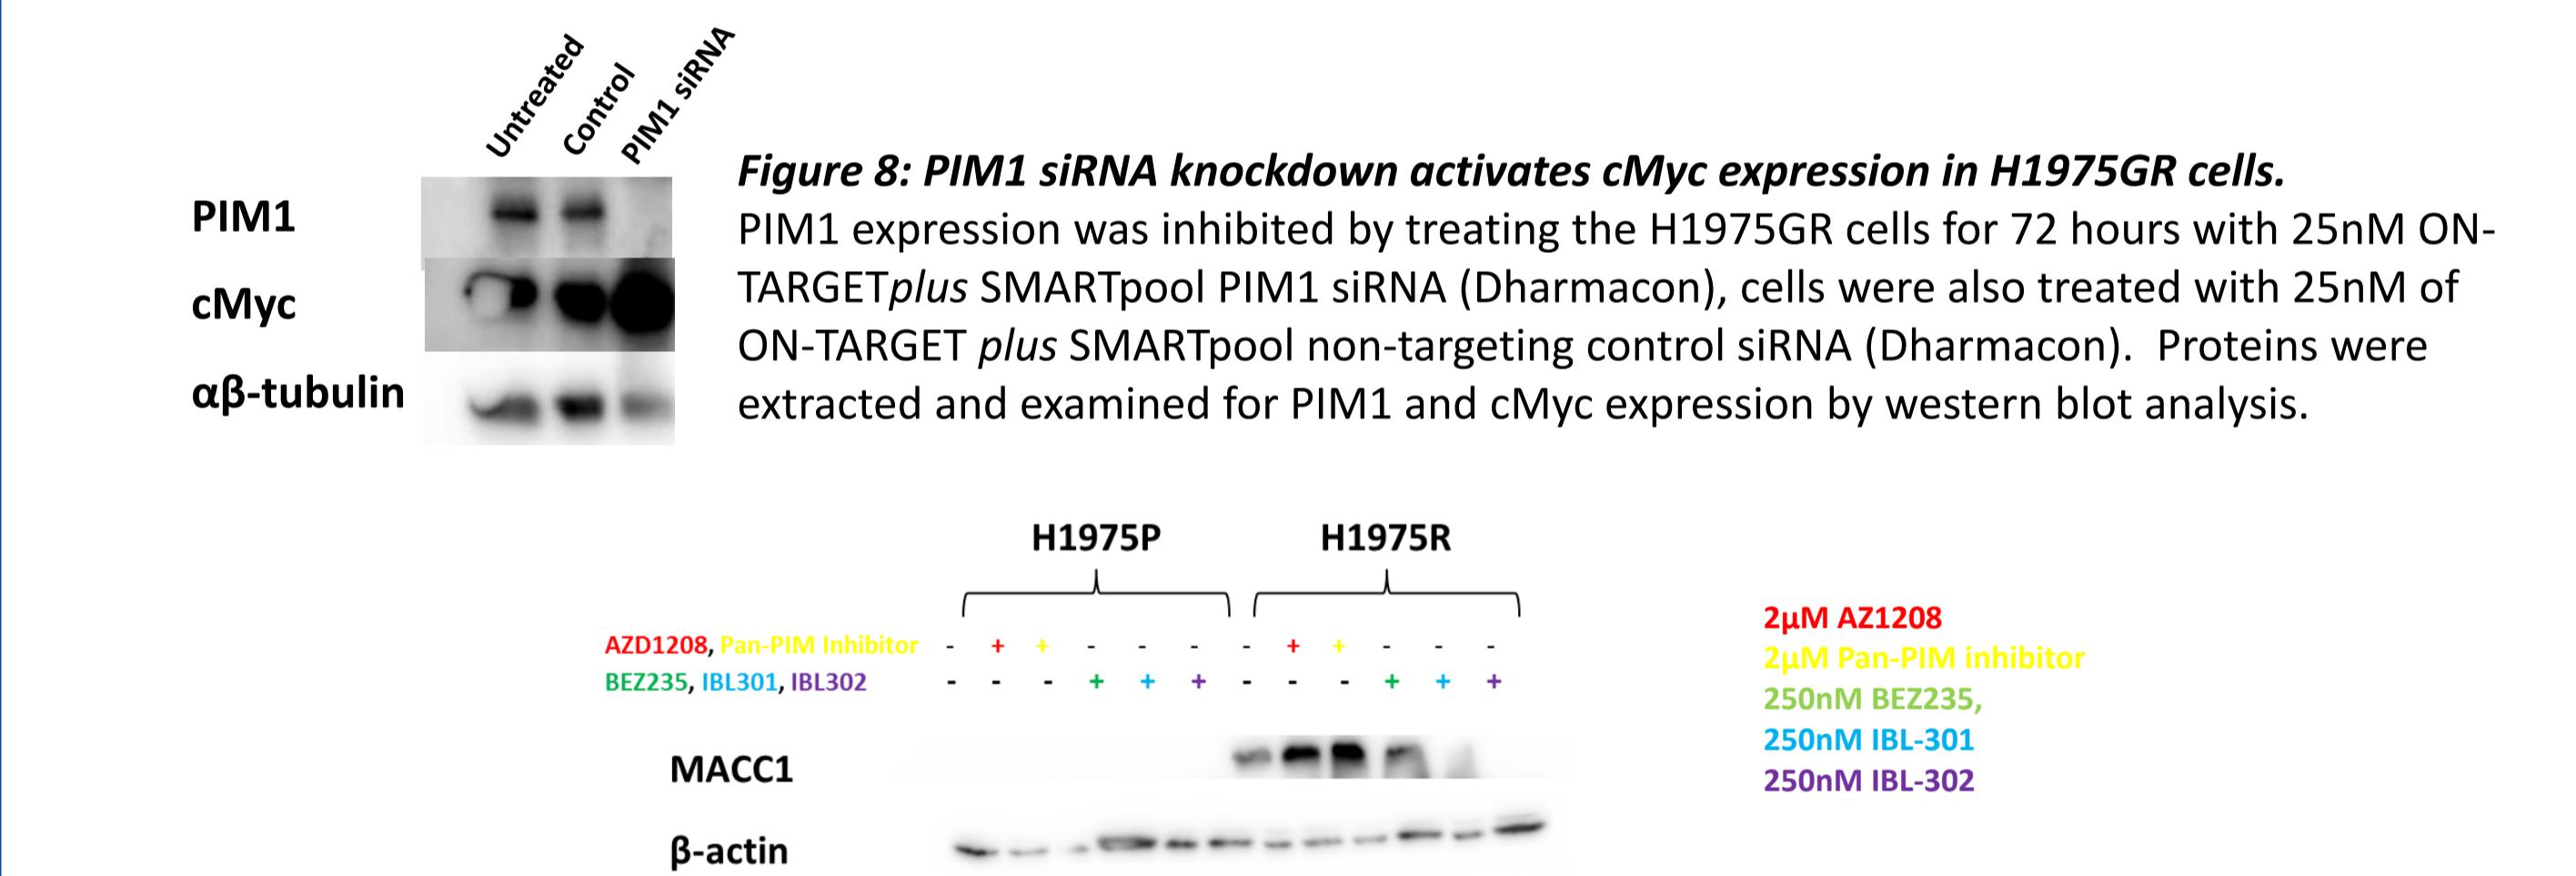 Untreated
Control
PIM1 siRNA
PIM1
cMyc
αβ-tubulin
Figure 8: PIM1 siRNA knockdown activates cMyc expression in H1975GR cells.
PIM1 expression was inhibited by treating the H1975GR cells for 72 hours with 25nM ON-
TARGETplus SMARTpool PIM1 siRNA (Dharmacon), cells were also treated with 25nM of
ON-TARGET plus SMARTpool non-targeting control siRNA (Dharmacon).  Proteins were
extracted and examined for PIM1 and cMyc expression by western blot analysis.
H1975P H1975R
AZD1208, Pan-PIM Inhibitor - + + - - - - + + - - -
BEZ235, IBL301, IBL302 - - - + + + - - - + + +
MACC1
β-actin
2µM AZ1208
2µM Pan-PIM inhibitor
250nM BEZ235,
250nM IBL-301
250nM IBL-302